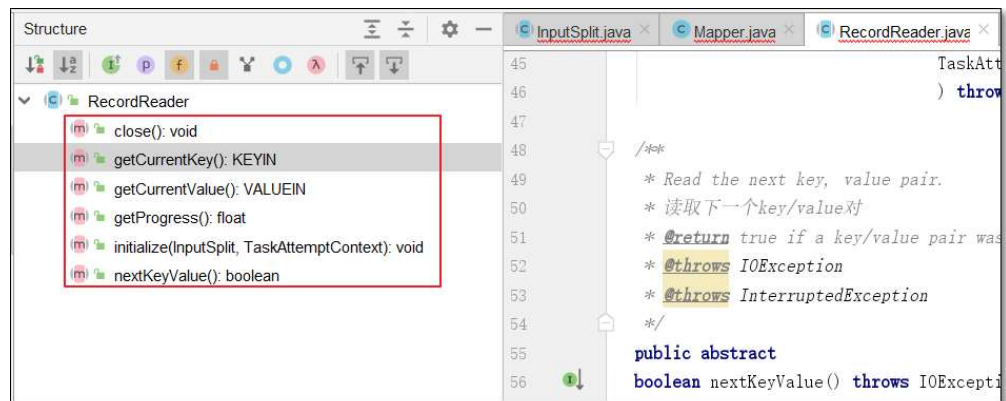 Structure
RecordReader
close(): void
getCurrentKey(): KEYIN
getCurrentValue(): VALUEIN
getProgress(): float
initialize(InputSplit, TaskAttemptContext): void
nextKeyValue(): boolean
InputSplit.java Mapper.java RecordReader.java
45 TaskAtt
46 ) throw
47
48 /**
49 * Read the next key, value pair.
50 * 读取下一个key/value对
51 * @return true if a key/value pair was
52 * @throws IOException
53 * @throws InterruptedException
54 */
55 public abstract
56 boolean nextKeyValue() throws IOExcepti